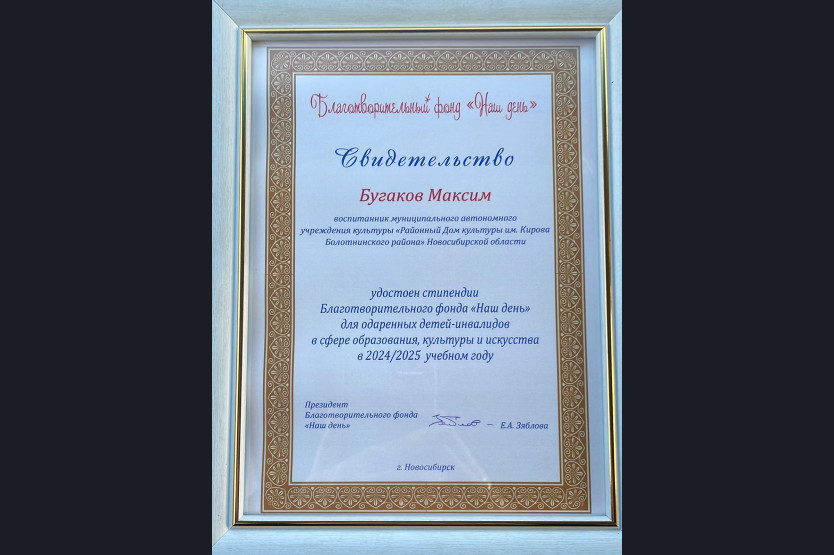 Благотворительный фонд «Наш день»
Свидетельство
Бугаков Максим
воспитанник муниципального автономного
учреждения культуры «Районный Дом культуры им. Кирова
Болотнинского района» Новосибирской области
удостоен стипендии
Благотворительного фонда «Наш день»
для одаренных детей-инвалидов
в сфере образования, культуры и искусства
в 2024/2025 учебном году
Президент
Благотворительного фонда
«Наш день»
Е.А. Зяблова
г. Новосибирск